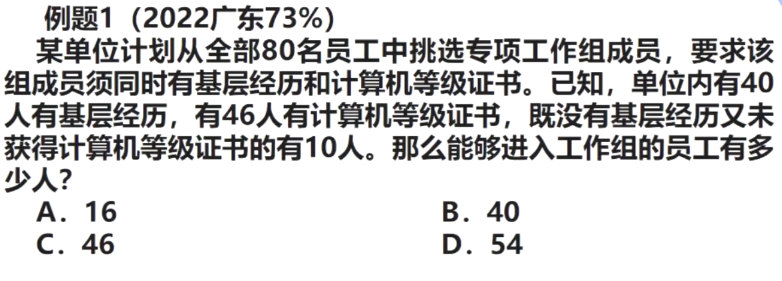 例题1（2022广东73%）
某单位计划从全部80名员工中挑选专项工作组成员，要求该
组成员须同时有基层经历和计算机等级证书。已知，单位内有40
人有基层经历，有46人有计算机等级证书，既没有基层经历又未
获得计算机等级证书的有10人。那么能够进入工作组的员工有多
少人？
A．16 B．40
C．46 D．54